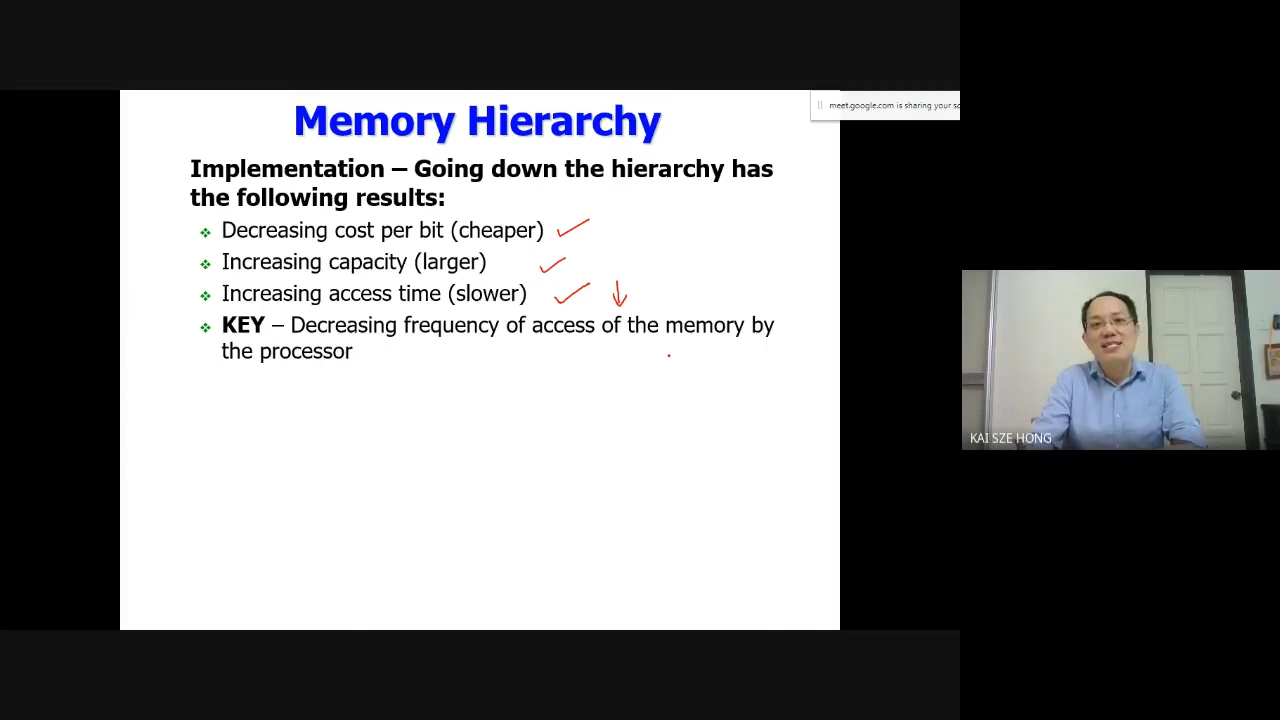 Memory Hierarchy
meet.google.com is sharing your
Implementation – Going down the hierarchy has
the following results:
Decreasing cost per bit (cheaper)
Increasing capacity (larger)
Increasing access time (slower)
KEY – Decreasing frequency of access of the memory by
the processor
KAI SZE HONG